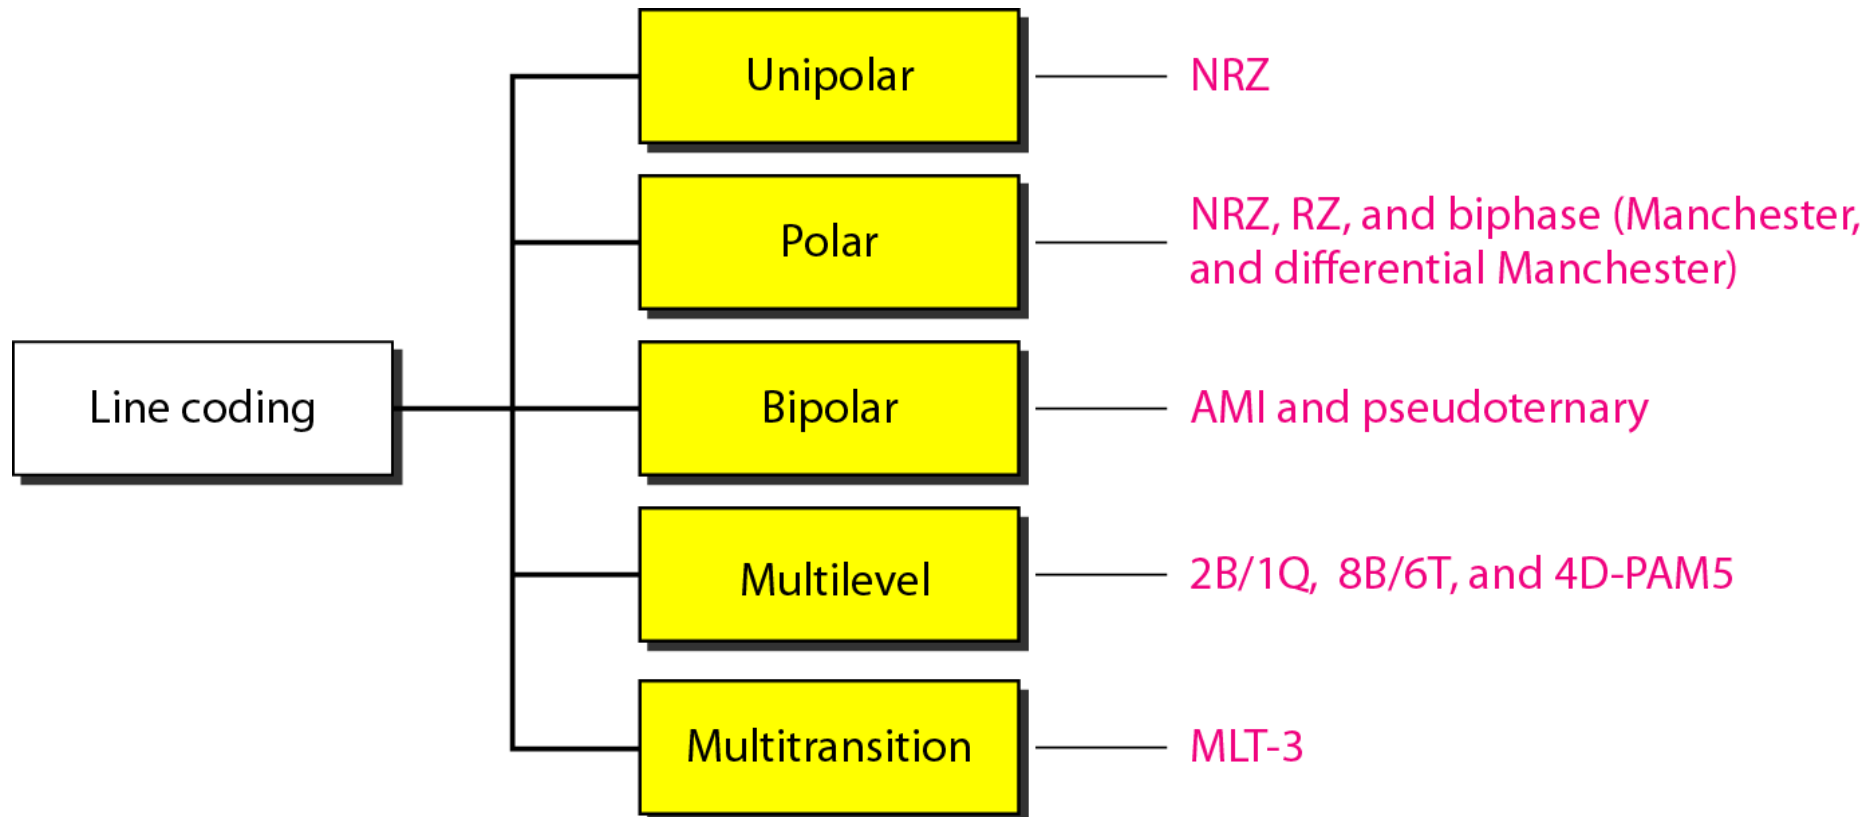 Unipolar
NRZ
Polar
NRZ, RZ, and biphase (Manchester,
and differential Manchester)
Line coding
Bipolar
AMI and pseudoternary
Multilevel
2B/1Q, 8B/6T, and 4D-PAM5
Multitransition
MLT-3